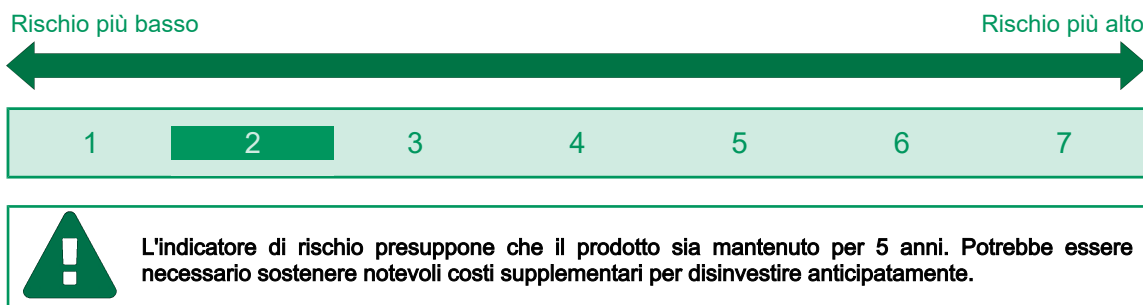 Rischio più basso Rischio più alto
1 2 3 4 5 6 7
L'indicatore di rischio presuppone che il prodotto sia mantenuto per 5 anni. Potrebbe essere
necessario sostenere notevoli costi supplementari per disinvestire anticipatamente.